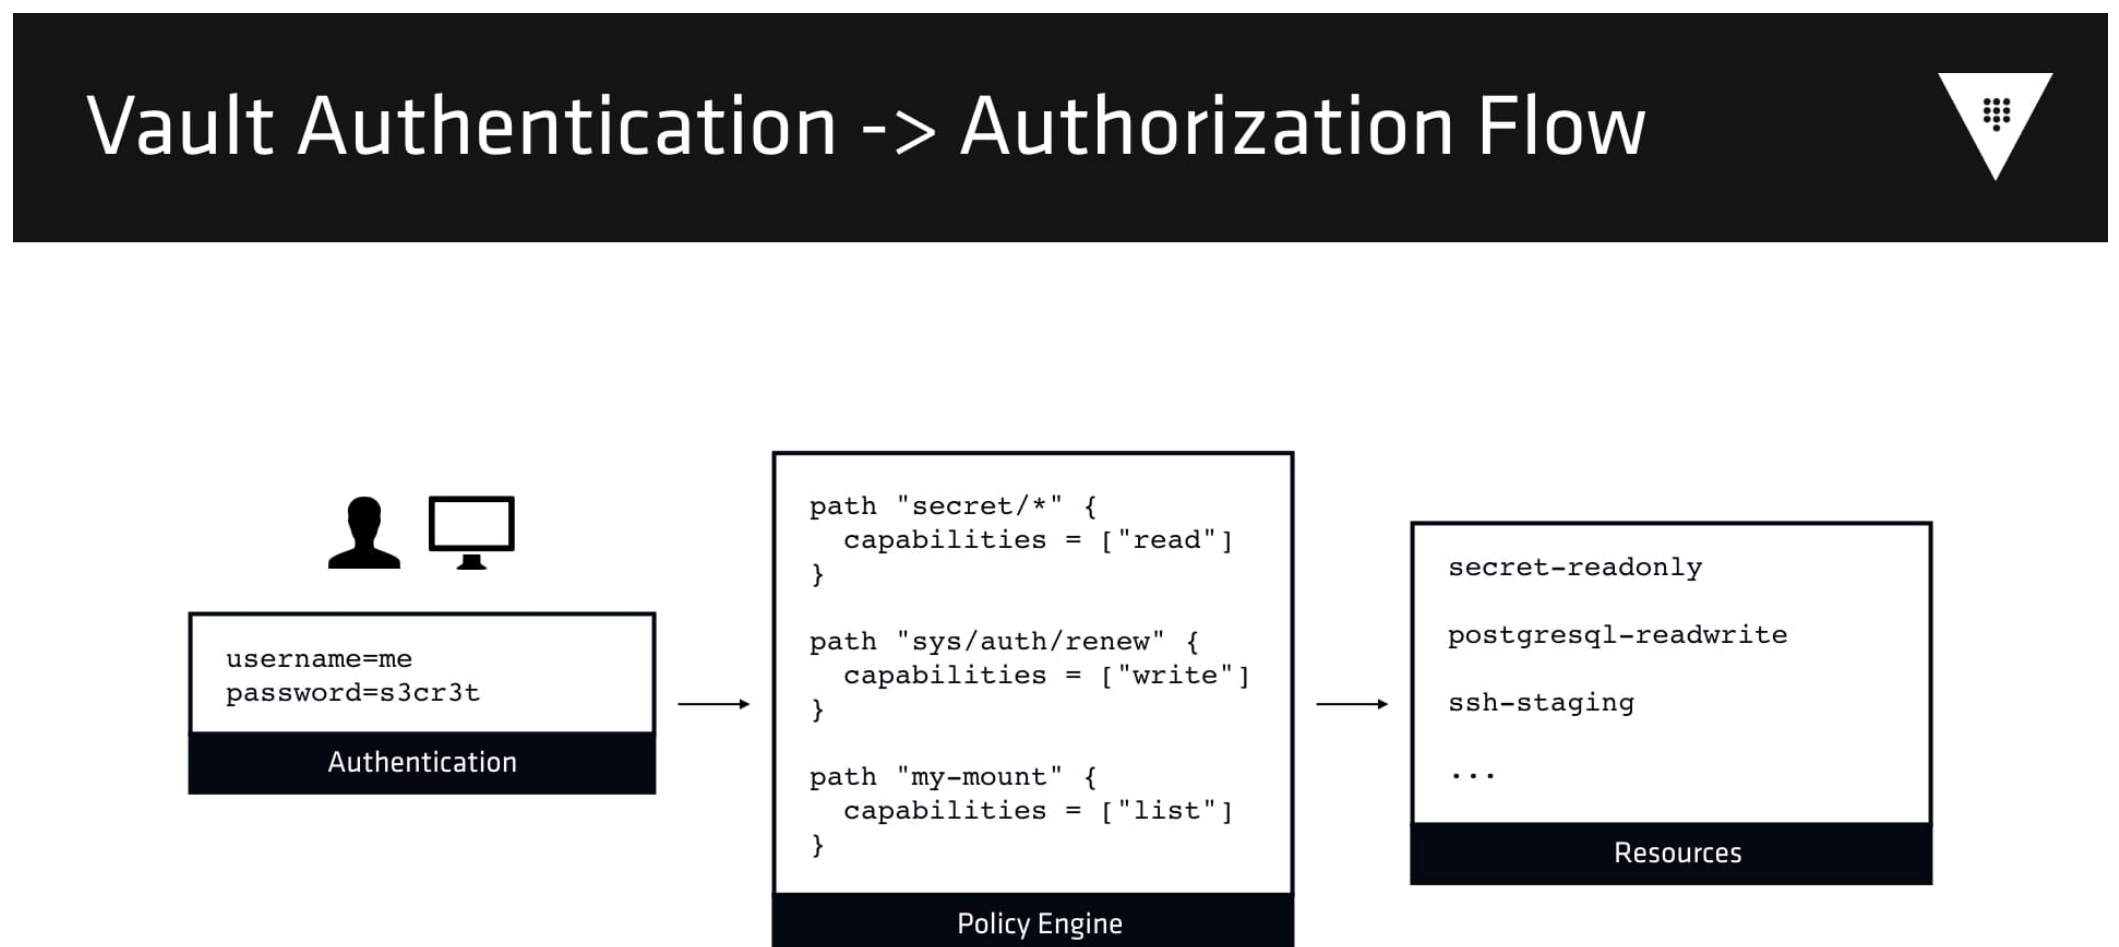 Vault Authentication -> Authorization Flow
username=me
password=s3cr3t
Authentication
path "secret/*" {
  capabilities = ["read"]
}
path "sys/auth/renew" {
  capabilities = ["write"]
}
path "my-mount" {
  capabilities = ["list"]
}
Policy Engine
secret-readonly
postgresql-readwrite
ssh-staging
...
Resources